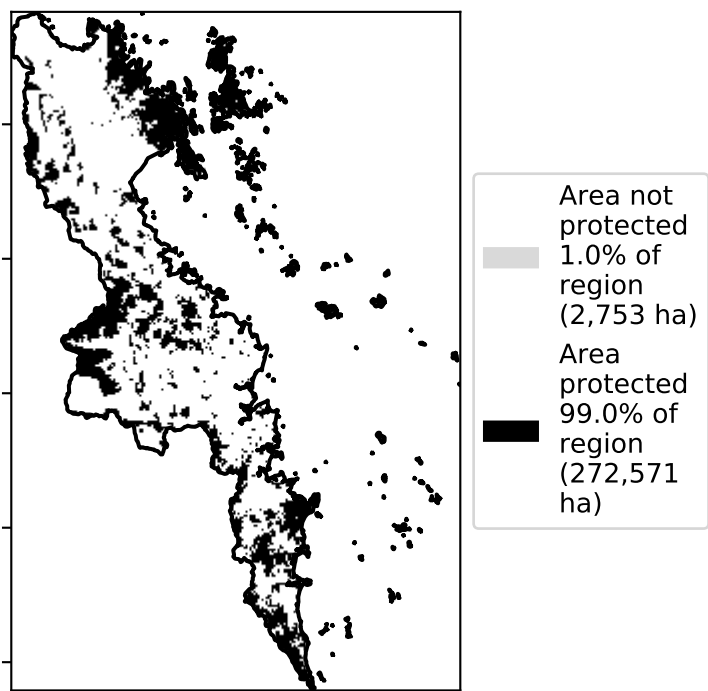 Area not
protected
1.0% of
region
(2,753 ha)
Area
protected
99.0% of
region
(272,571
ha)